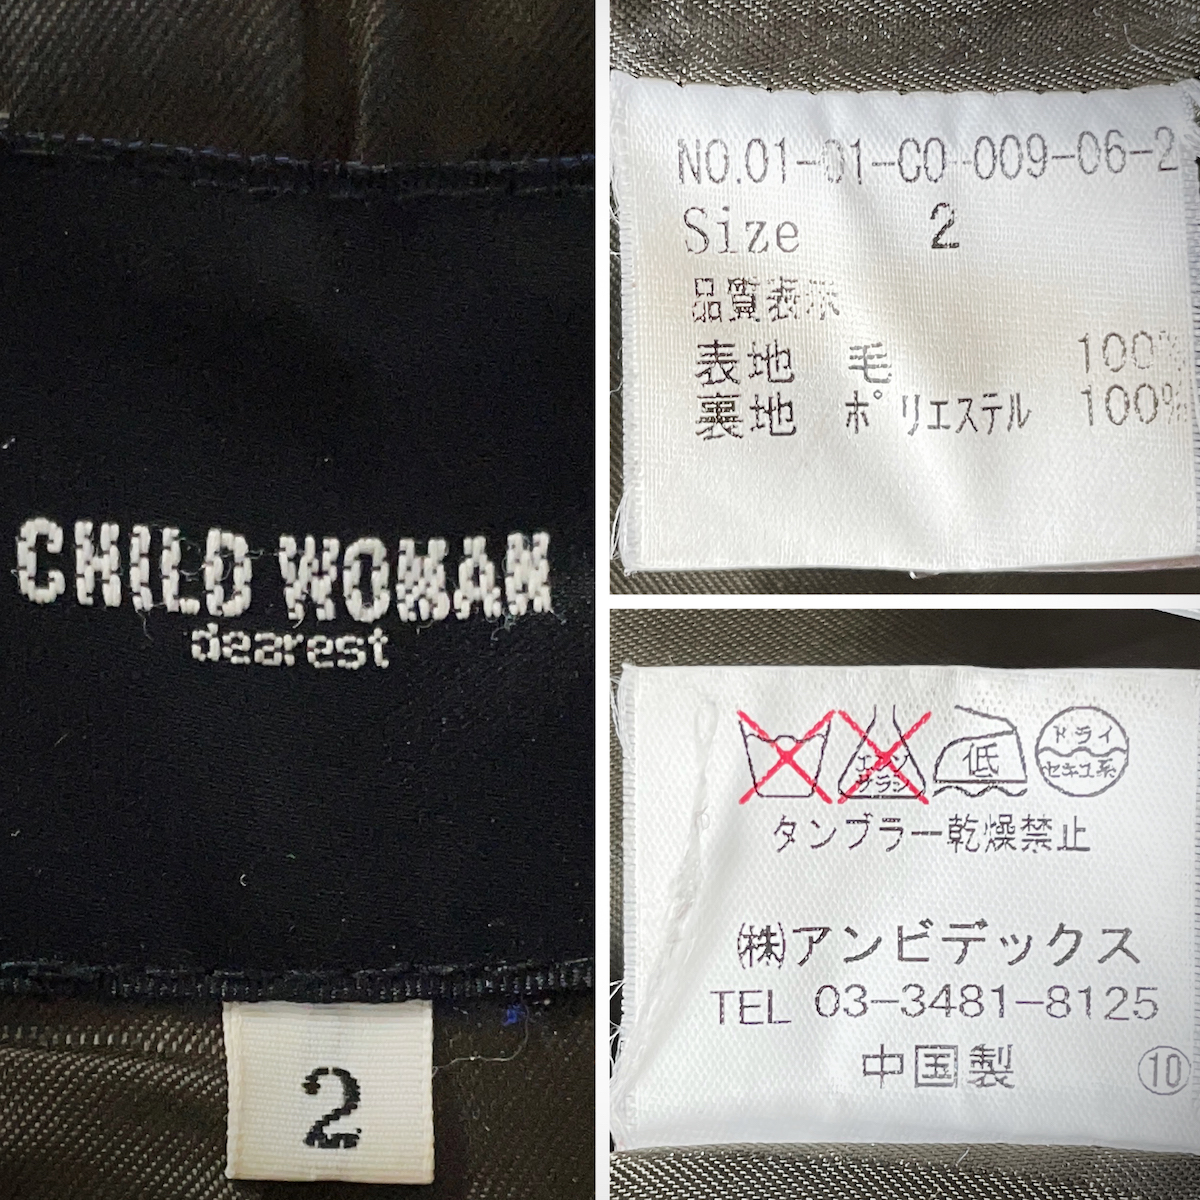 CHILD WOMAN
dearest
2
NO.01-01-CO-009-06-2
Size 2
品質表示
表地 毛 100%
裏地 ポリエステル 100%
エンソ
サラシ
低
ドライ
セキユ系
タンブラー乾燥禁止
㈱アンビデックス
TEL 03-3481-8125
中国製 ⑩